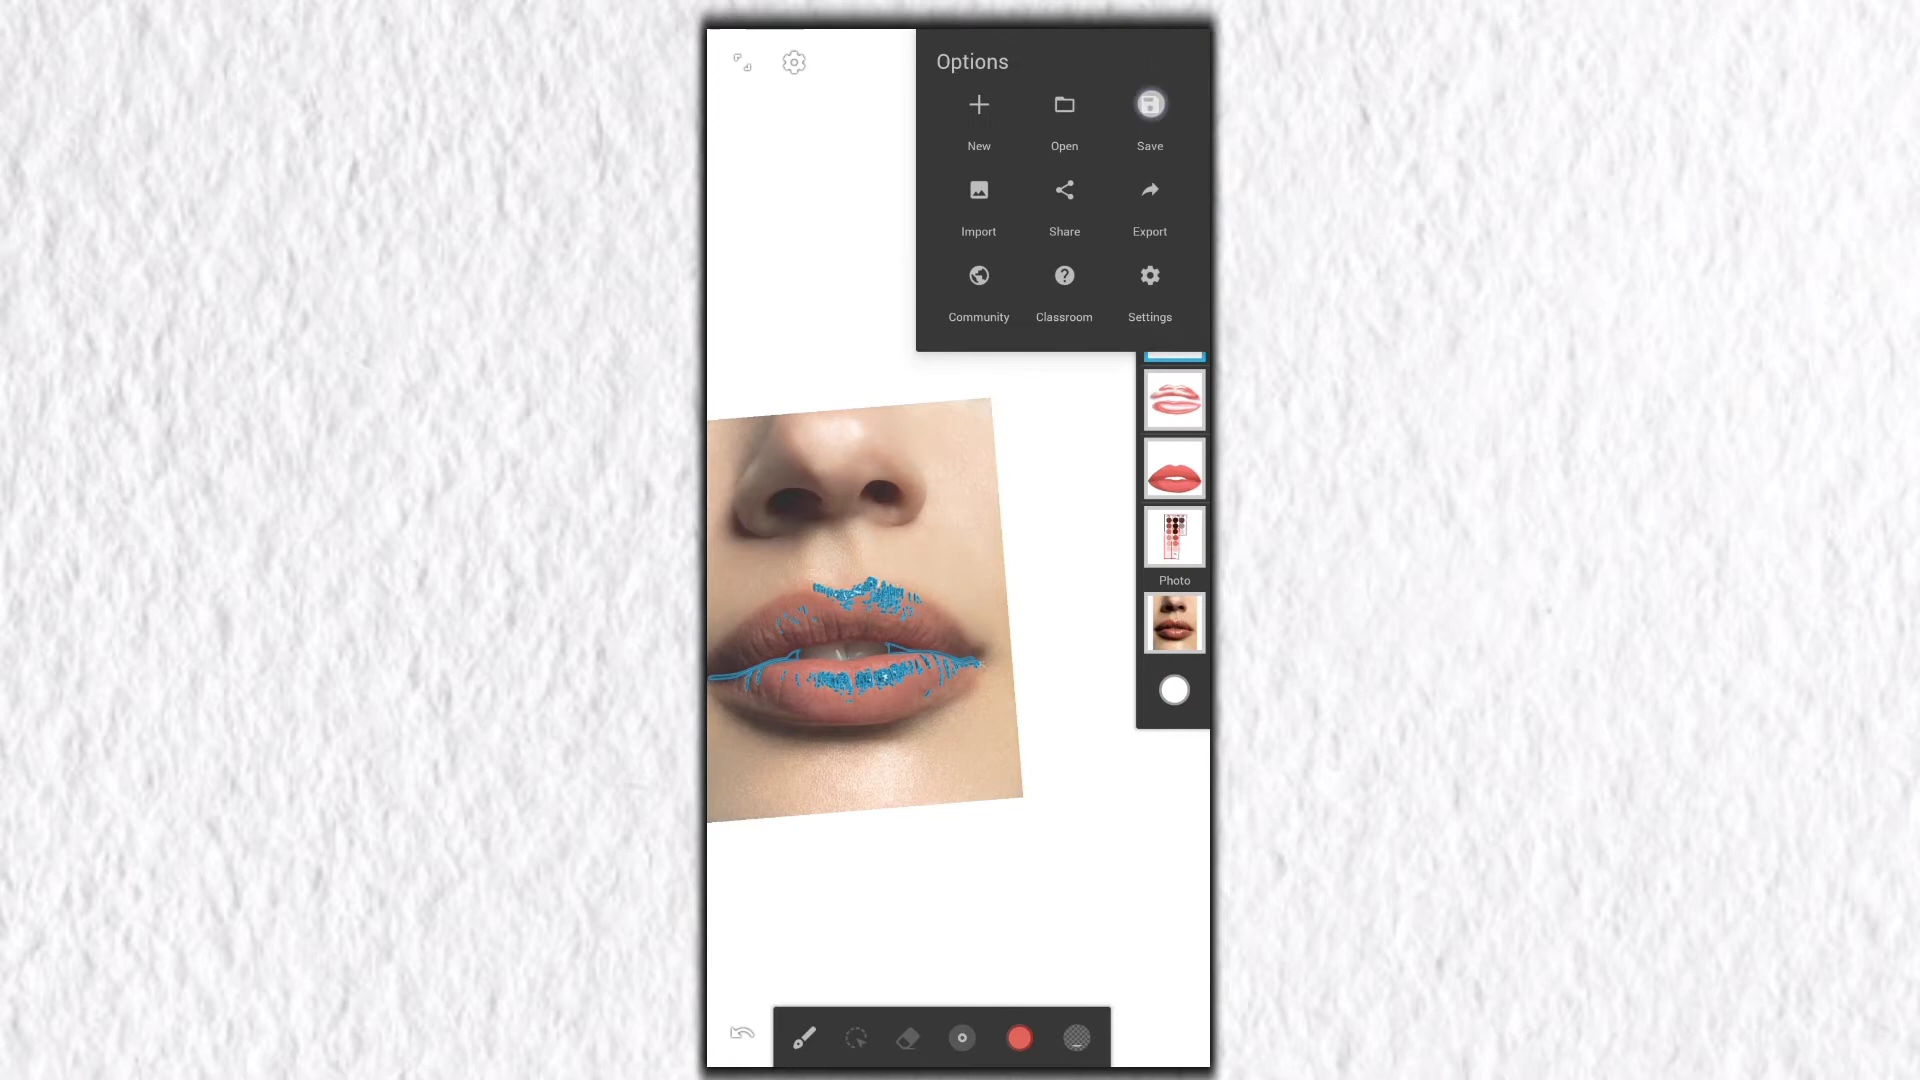 Options
New Open Save
Import Share Export
Community Classroom Settings
Photo